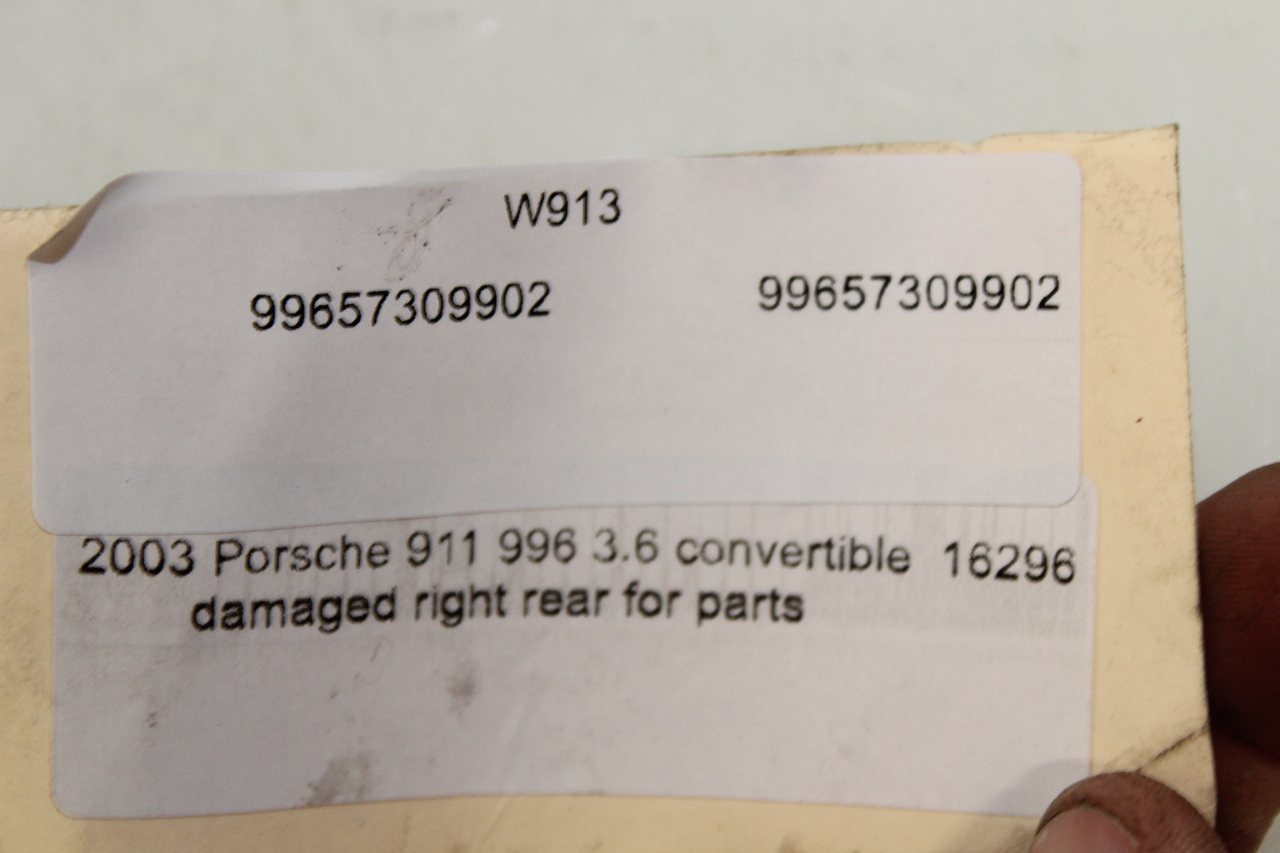 W913
99657309902 99657309902
2003 Porsche 911 996 3.6 convertible 16296
damaged right rear for parts